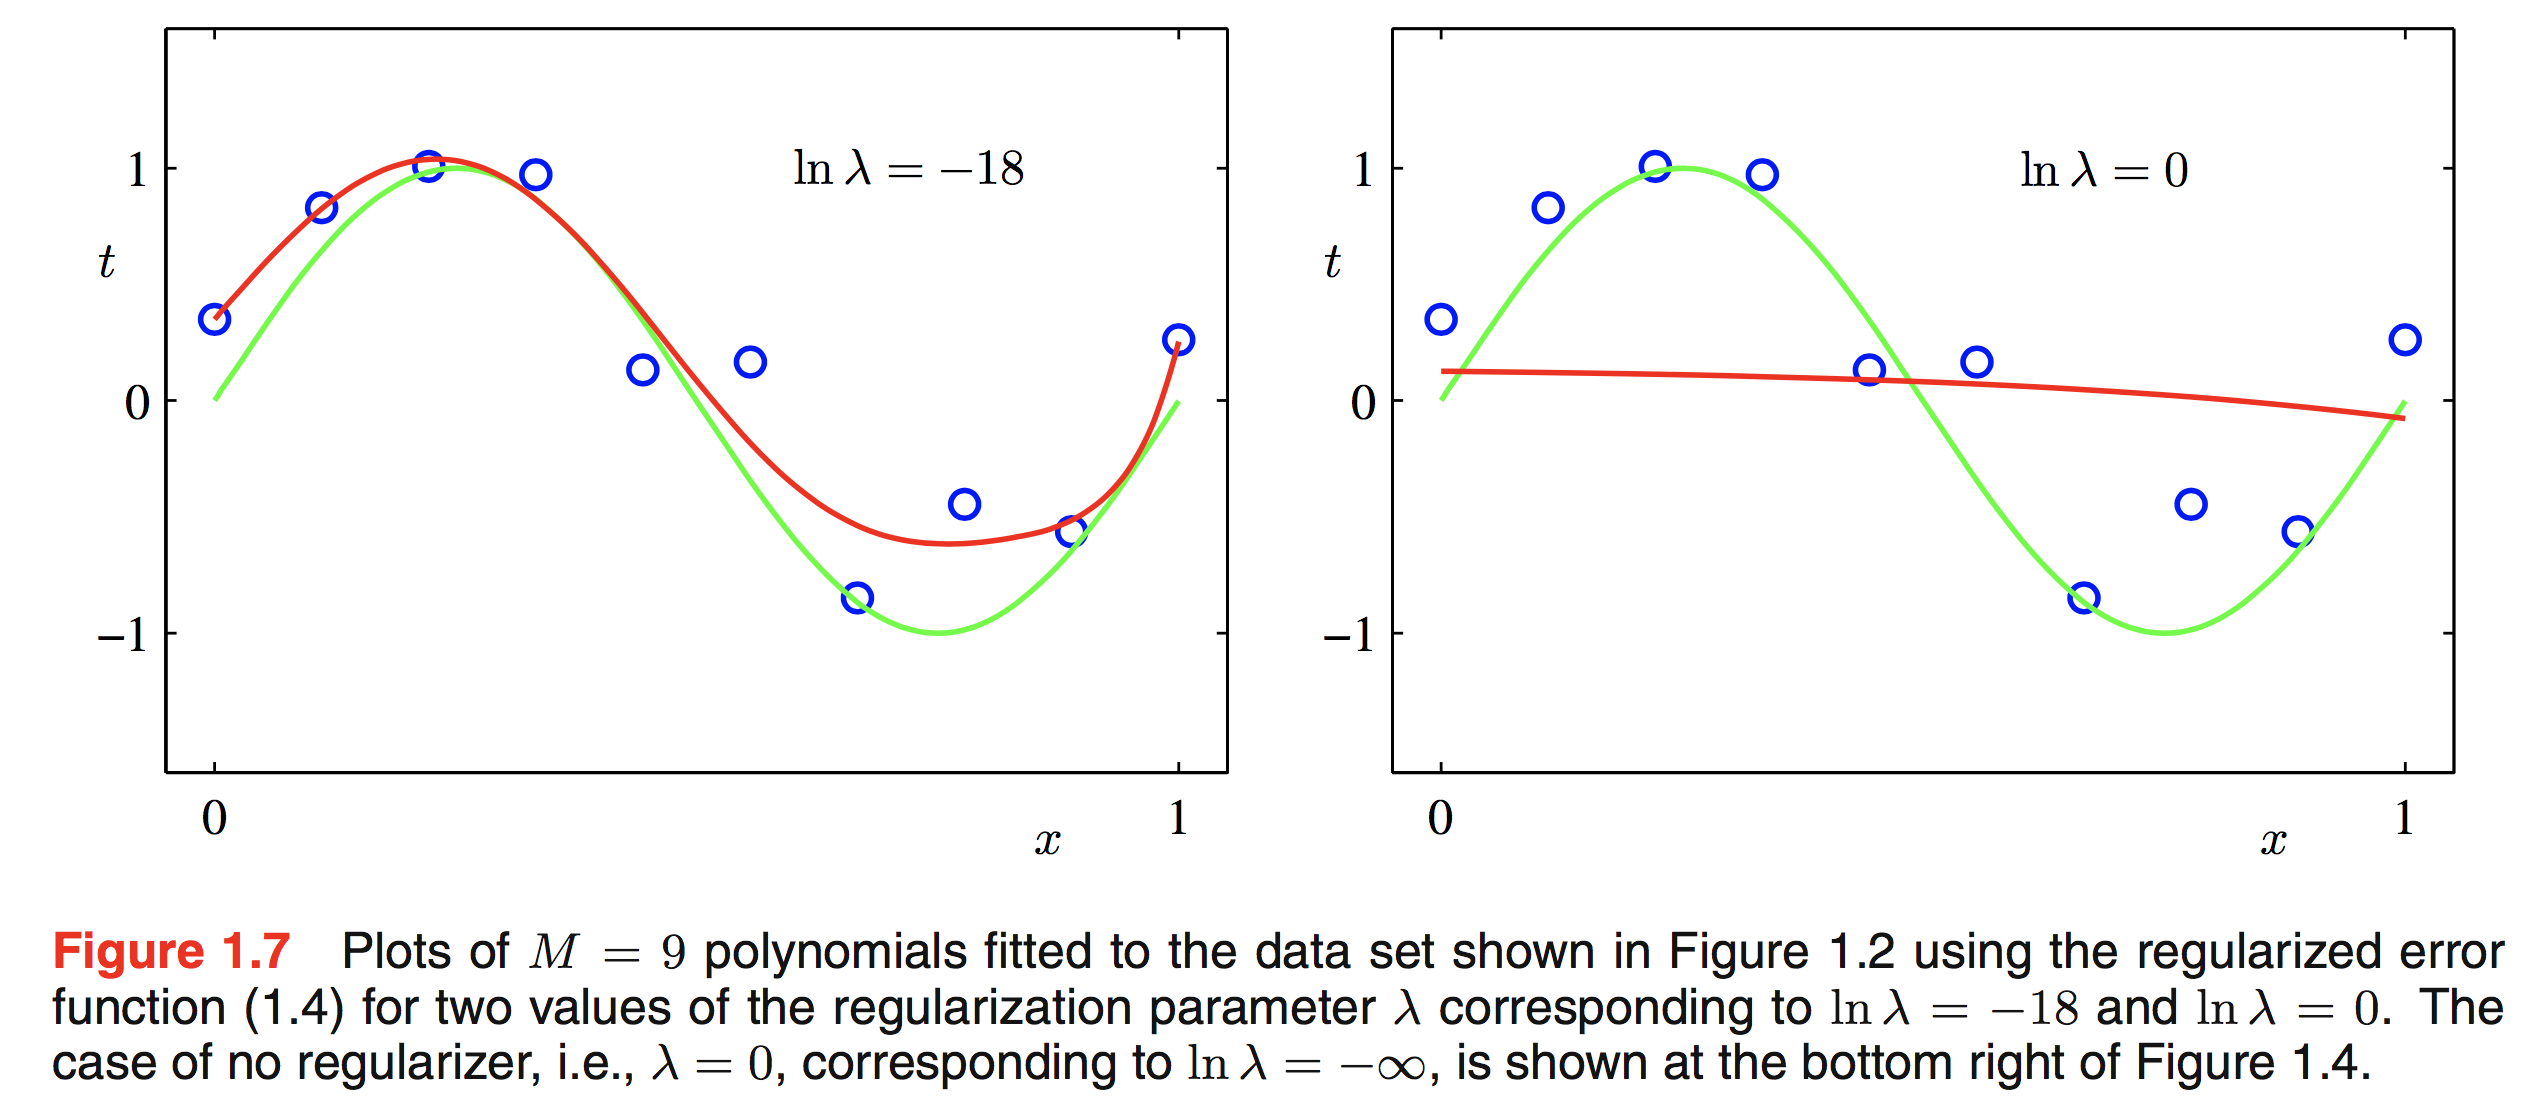 1
t
0
−1
0
x
1
ln λ = −18
1
t
0
−1
0
x
1
ln λ = 0
Figure 1.7 Plots of M = 9 polynomials fitted to the data set shown in Figure 1.2 using the regularized error
function (1.4) for two values of the regularization parameter λ corresponding to ln λ = −18 and ln λ = 0. The
case of no regularizer, i.e., λ = 0, corresponding to ln λ = −∞, is shown at the bottom right of Figure 1.4.